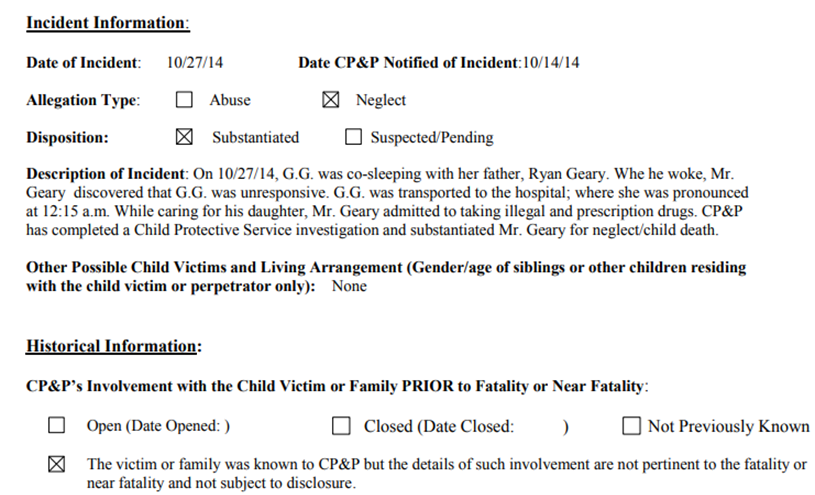 Incident Information:
Date of Incident: 10/27/14 Date CP&P Notified of Incident:10/14/14
Allegation Type: ☐ Abuse ☒ Neglect
Disposition: ☒ Substantiated ☐ Suspected/Pending
Description of Incident: On 10/27/14, G.G. was co-sleeping with her father, Ryan Geary. Whe he woke, Mr.
Geary discovered that G.G. was unresponsive. G.G. was transported to the hospital; where she was pronounced
at 12:15 a.m. While caring for his daughter, Mr. Geary admitted to taking illegal and prescription drugs. CP&P
has completed a Child Protective Service investigation and substantiated Mr. Geary for neglect/child death.
Other Possible Child Victims and Living Arrangement (Gender/age of siblings or other children residing
with the child victim or perpetrator only): None
Historical Information:
CP&P's Involvement with the Child Victim or Family PRIOR to Fatality or Near Fatality:
☐ Open (Date Opened: ) ☐ Closed (Date Closed: ) ☐ Not Previously Known
☒ The victim or family was known to CP&P but the details of such involvement are not pertinent to the fatality or
near fatality and not subject to disclosure.